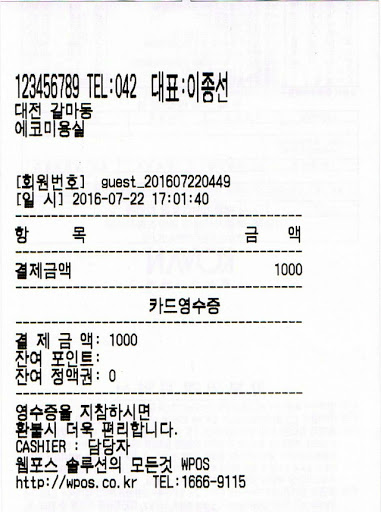 123456789 TEL:042 대표:이종선
대전 갈마동
에코미용실
[회원번호] guest_201607220449
[일 시] 2016-07-22 17:01:40
항 목 금 액
결제금액 1000
카드영수증
결 제 금 액: 1000
잔여 포인트:
잔여 정액권: 0
영수증을 지참하시면
환불시 더욱 편리합니다.
CASHIER : 담당자
웹포스 솔루션의 모든것 WPOS
http://wpos.co.kr TEL:1666-9115